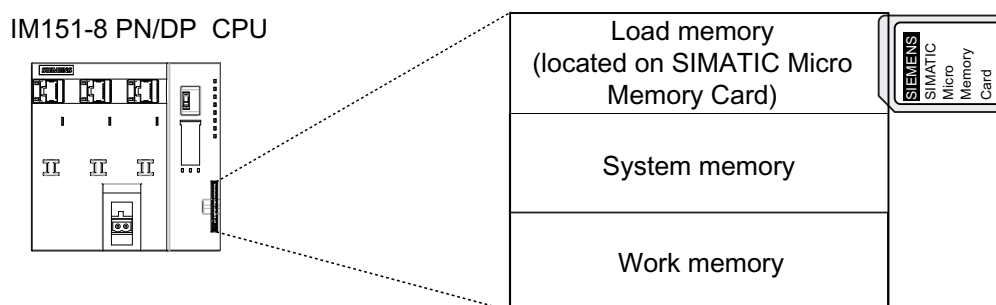 IM151-8 PN/DP CPU
SIEMENS
Load memory
(located on SIMATIC Micro
Memory Card)
SIEMENS
SIMATIC
Micro
Memory
Card
System memory
Work memory